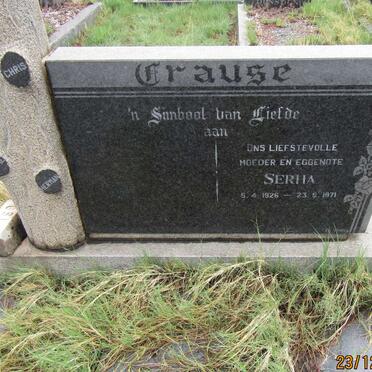 CHRIS
HERMAN
Crause
'n Simbool van Liefde
aan
ONS LIEFSTEVOLLE
MOEDER EN EGGENOTE
SERHA
5. 4. 1926 — 23. 5. 1971
23/12